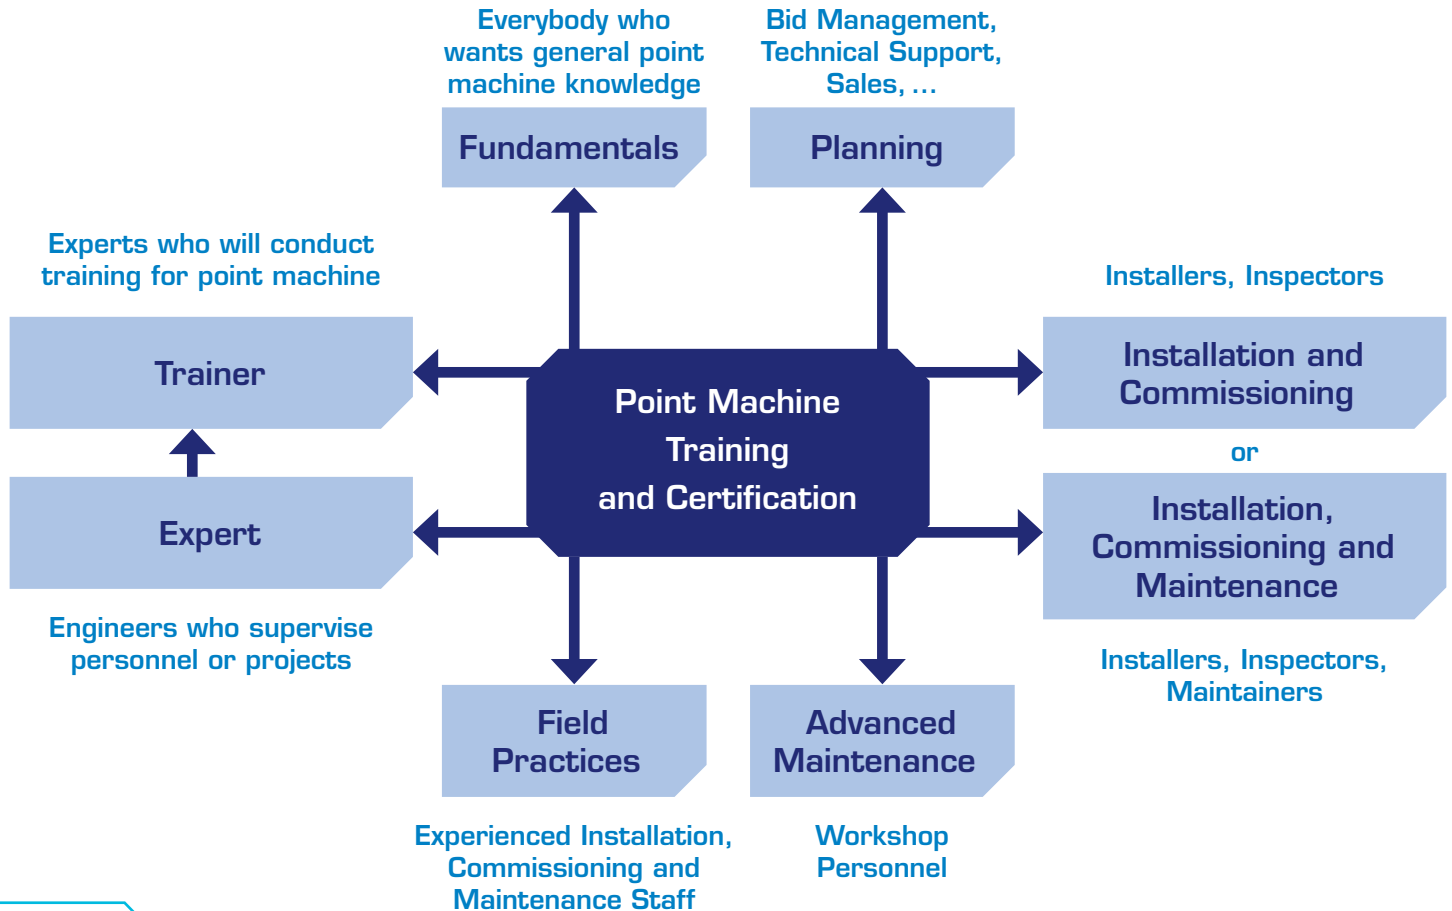 Everybody who
wants general point
machine knowledge
Fundamentals
Bid Management,
Technical Support,
Sales, ...
Planning
Experts who will conduct
training for point machine
Trainer
Installers, Inspectors
Installation and
Commissioning
or
Point Machine
Training
and Certification
Expert
Engineers who supervise
personnel or projects
Installation,
Commissioning and
Maintenance
Installers, Inspectors,
Maintainers
Field
Practices
Experienced Installation,
Commissioning and
Maintenance Staff
Advanced
Maintenance
Workshop
Personnel